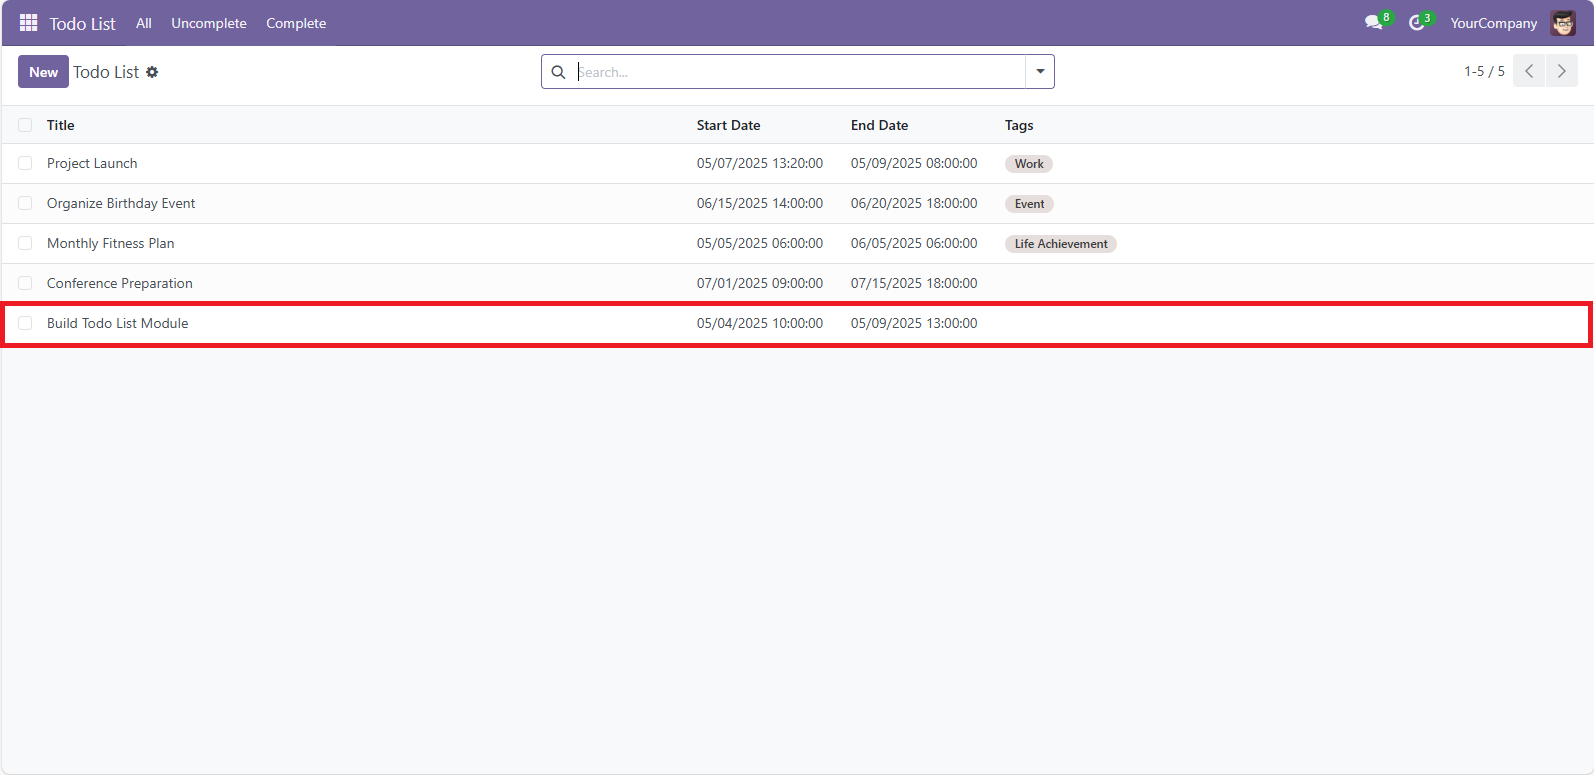 Todo List All Uncomplete Complete 8 3 YourCompany
New Todo List Search... 1-5 / 5
Title Start Date End Date Tags
Project Launch 05/07/2025 13:20:00 05/09/2025 08:00:00 Work
Organize Birthday Event 06/15/2025 14:00:00 06/20/2025 18:00:00 Event
Monthly Fitness Plan 05/05/2025 06:00:00 06/05/2025 06:00:00 Life Achievement
Conference Preparation 07/01/2025 09:00:00 07/15/2025 18:00:00
Build Todo List Module 05/04/2025 10:00:00 05/09/2025 13:00:00